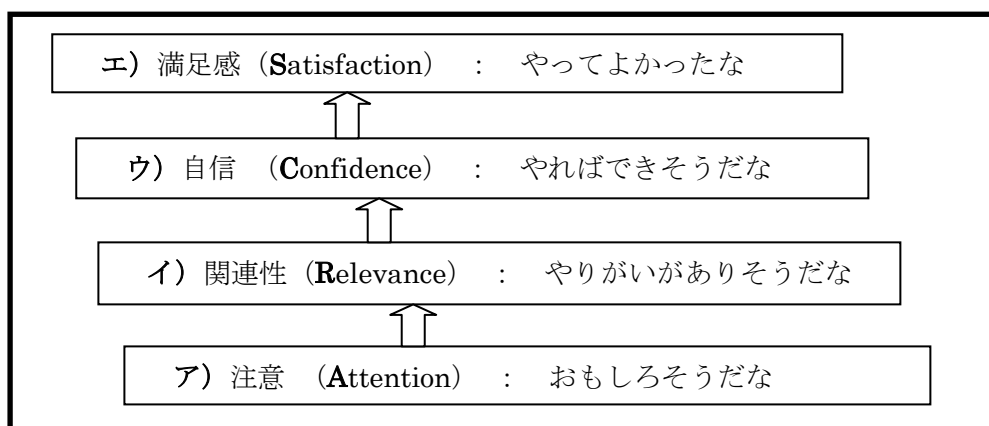 エ）満足感（Satisfaction） ： やってよかったな
ウ）自信 （Confidence） ： やればできそうだな
イ）関連性（Relevance） ： やりがいがありそうだな
ア）注意 （Attention） ： おもしろそうだな